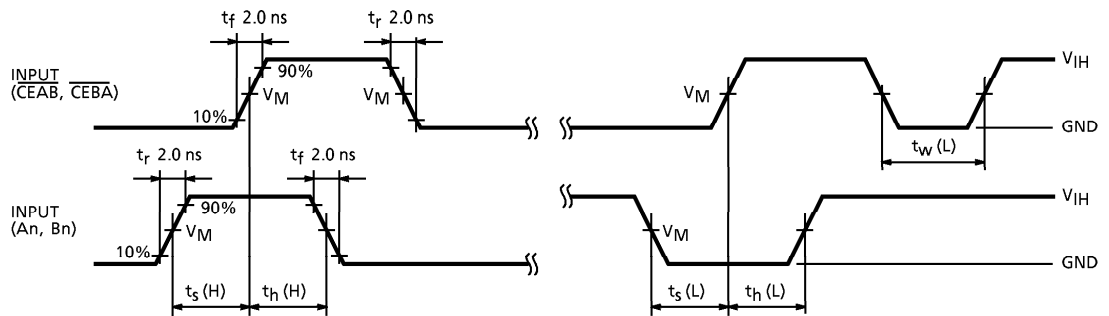 tf 2.0 ns
tr 2.0 ns
INPUT
(CEAB, CEBA)
90%
VM
VM
10%
VM
VIH
GND
tw (L)
tr 2.0 ns
tf 2.0 ns
INPUT
(An, Bn)
90%
VM
10%
VM
VIH
GND
ts (H)
th (H)
ts (L)
th (L)